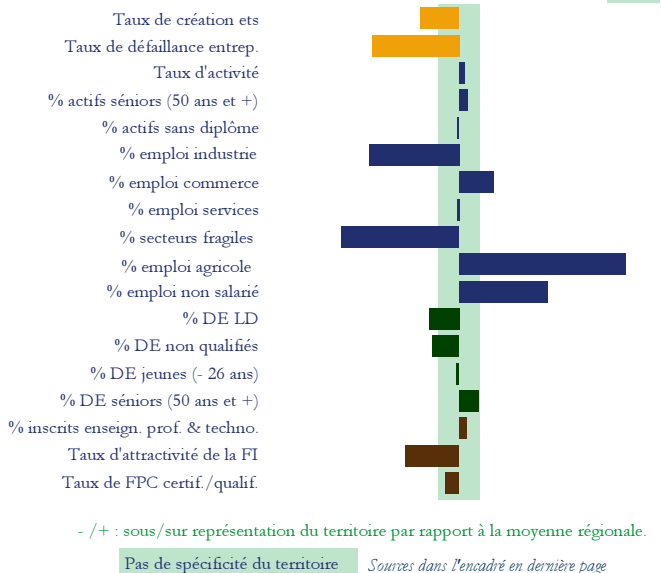 Taux de création ets
Taux de défaillance entrep.
Taux d'activité
% actifs séniors (50 ans et +)
% actifs sans diplôme
% emploi industrie
% emploi commerce
% emploi services
% secteurs fragiles
% emploi agricole
% emploi non salarié
% DE LD
% DE non qualifiés
% DE jeunes (- 26 ans)
% DE séniors (50 ans et +)
% inscrits enseign. prof. & techno.
Taux d'attractivité de la FI
Taux de FPC certif./qualif.
- /+ : sous/sur représentation du territoire par rapport à la moyenne régionale.
Pas de spécificité du territoire Sources dans l'encadré en dernière page